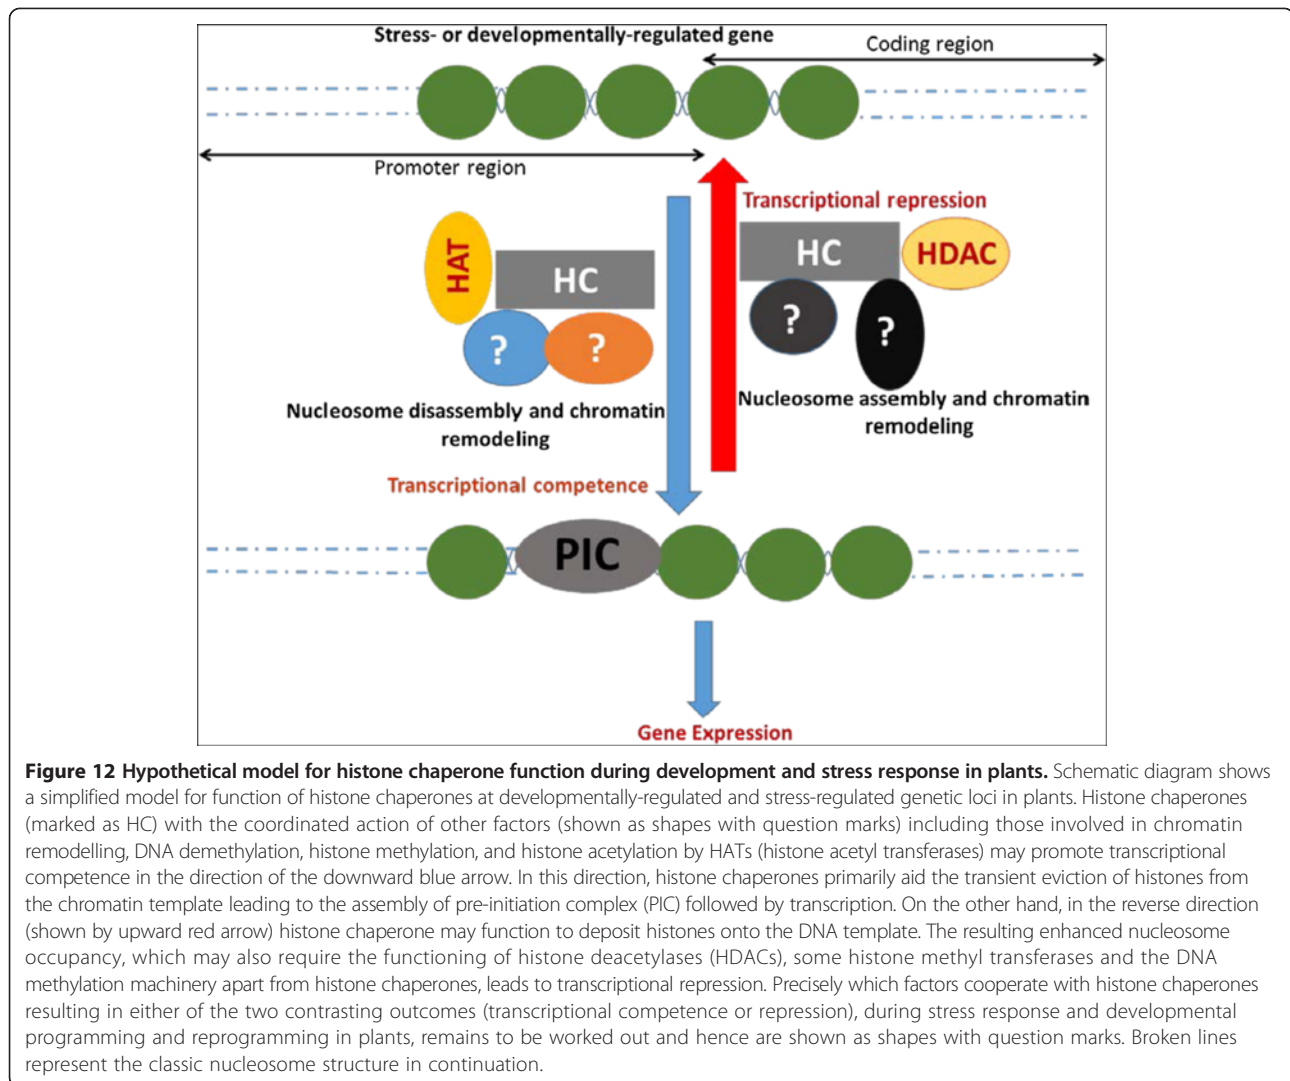 Stress- or developmentally-regulated gene
Coding region
Promoter region
Transcriptional repression
HAT
HC
HC
HDAC
?
?
?
?
Nucleosome disassembly and chromatin
remodeling
Nucleosome assembly and chromatin
remodeling
Transcriptional competence
PIC
Gene Expression
Figure 12 Hypothetical model for histone chaperone function during development and stress response in plants. Schematic diagram shows
a simplified model for function of histone chaperones at developmentally-regulated and stress-regulated genetic loci in plants. Histone chaperones
(marked as HC) with the coordinated action of other factors (shown as shapes with question marks) including those involved in chromatin
remodelling, DNA demethylation, histone methylation, and histone acetylation by HATs (histone acetyl transferases) may promote transcriptional
competence in the direction of the downward blue arrow. In this direction, histone chaperones primarily aid the transient eviction of histones from
the chromatin template leading to the assembly of pre-initiation complex (PIC) followed by transcription. On the other hand, in the reverse direction
(shown by upward red arrow) histone chaperone may function to deposit histones onto the DNA template. The resulting enhanced nucleosome
occupancy, which may also require the functioning of histone deacetylases (HDACs), some histone methyl transferases and the DNA
methylation machinery apart from histone chaperones, leads to transcriptional repression. Precisely which factors cooperate with histone chaperones
resulting in either of the two contrasting outcomes (transcriptional competence or repression), during stress response and developmental
programming and reprogramming in plants, remains to be worked out and hence are shown as shapes with question marks. Broken lines
represent the classic nucleosome structure in continuation.